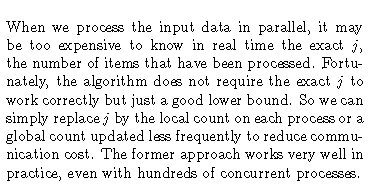 When we process the input data in parallel, it may
be too expensive to know in real time the exact j,
the number of items that have been processed. Fortu-
nately, the algorithm does not require the exact j to
work correctly but just a good lower bound. So we can
simply replace j by the local count on each process or a
global count updated less frequently to reduce commu-
nication cost. The former approach works very well in
practice, even with hundreds of concurrent processes.